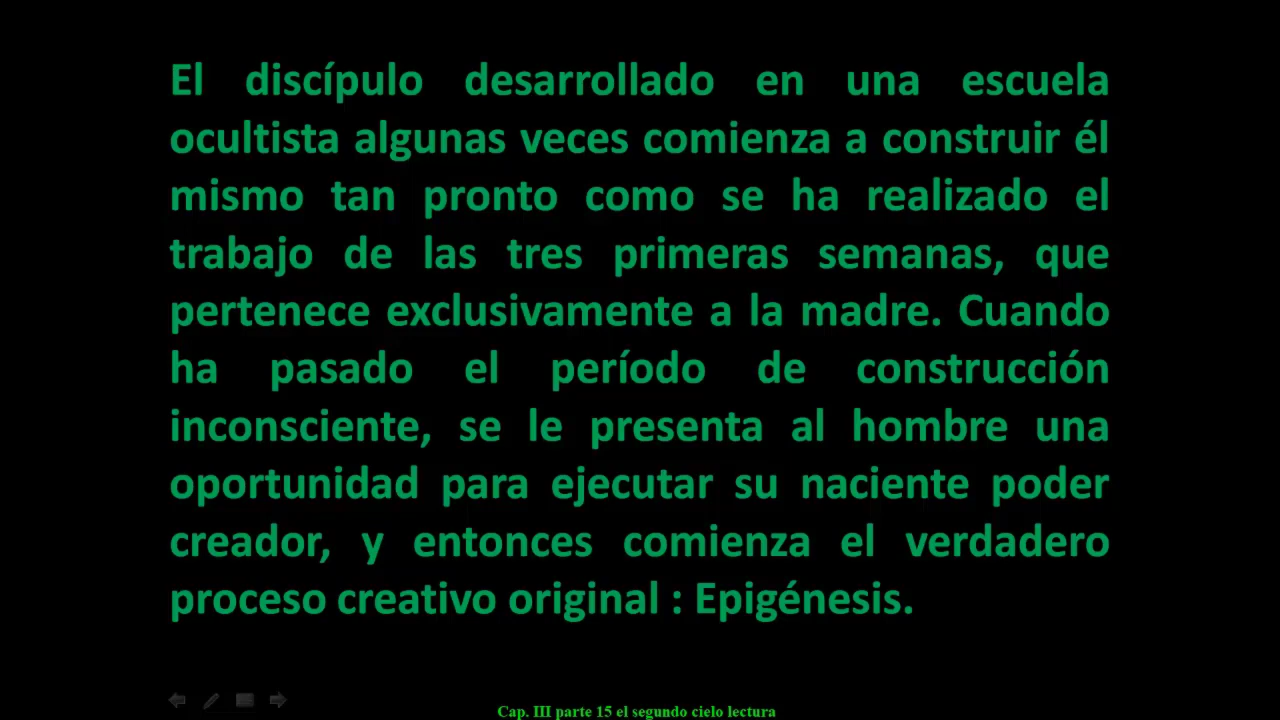 El discípulo desarrollado en una escuela
ocultista algunas veces comienza a construir él
mismo tan pronto como se ha realizado el
trabajo de las tres primeras semanas, que
pertenece exclusivamente a la madre. Cuando
ha pasado el período de construcción
inconsciente, se le presenta al hombre una
oportunidad para ejecutar su naciente poder
creador, y entonces comienza el verdadero
proceso creativo original : Epigénesis.
Cap. III parte 15 el segundo cielo lectura